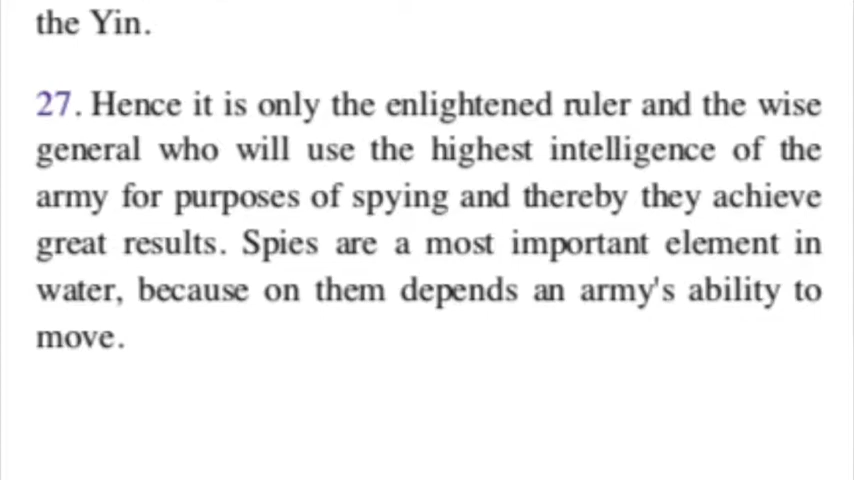 the Yin.
27. Hence it is only the enlightened ruler and the wise
general who will use the highest intelligence of the
army for purposes of spying and thereby they achieve
great results. Spies are a most important element in
water, because on them depends an army's ability to
move.